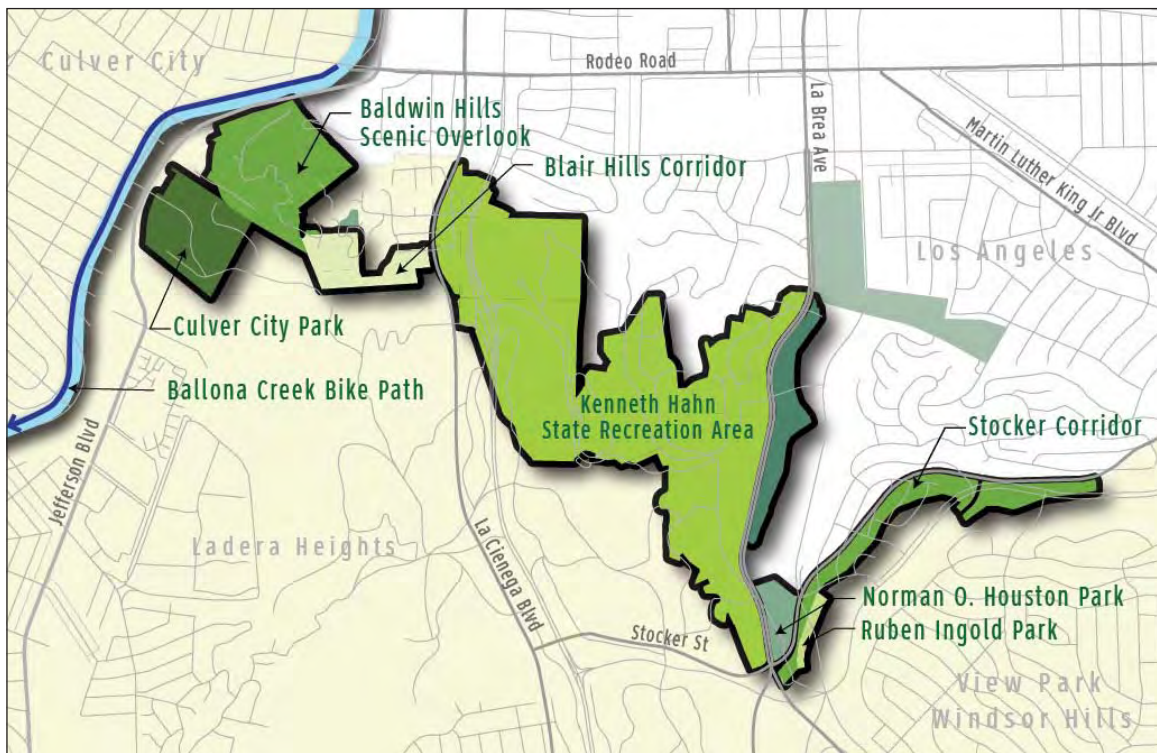 Culver City
Rodeo Road
Baldwin Hills
Scenic Overlook
La Brea Ave
Martin Luther King Jr Blvd
Blair Hills Corridor
Los Angeles
Culver City Park
Ballona Creek Bike Path
Kenneth Hahn
State Recreation Area
Stocker Corridor
Jefferson Blvd
Ladera Heights
La Cienega Blvd
Norman O. Houston Park
Stocker St
Ruben Ingold Park
View Park
Windsor Hills